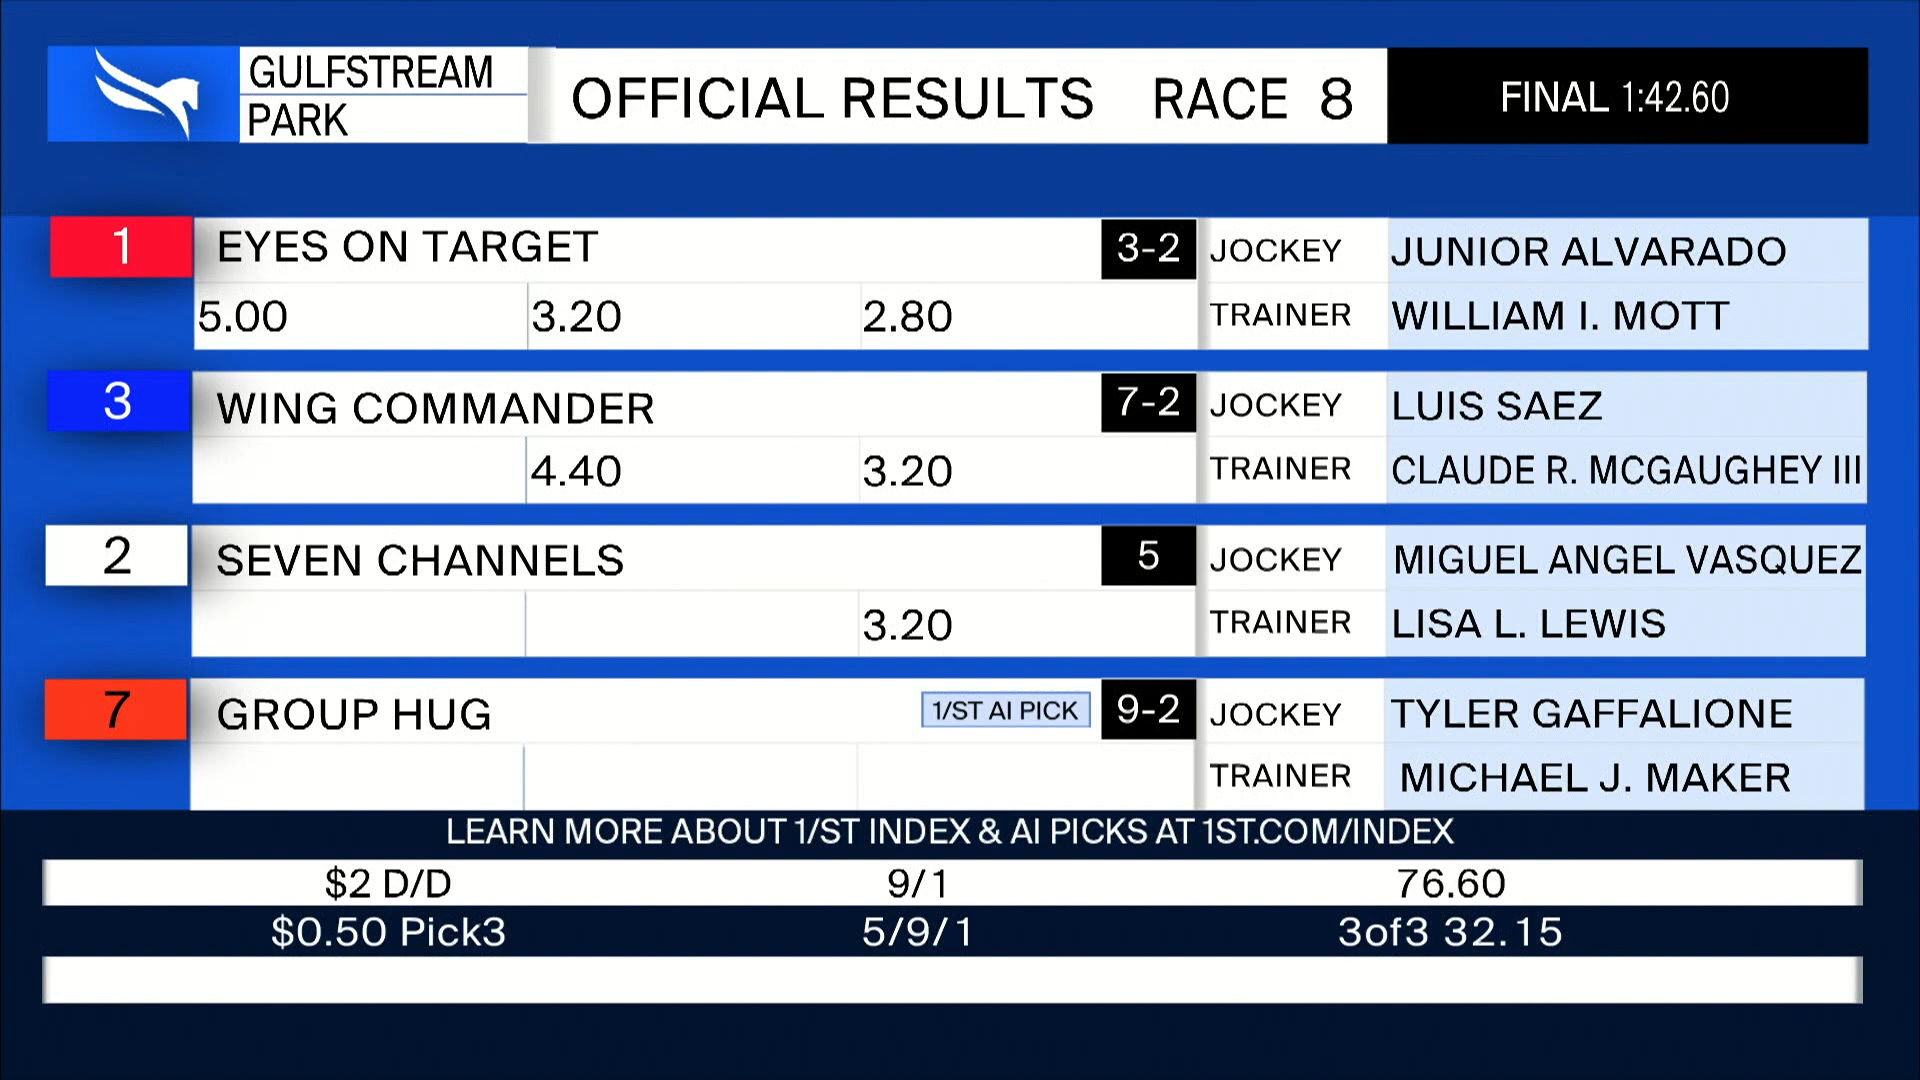 GULFSTREAM
PARK
OFFICIAL RESULTS RACE 8
FINAL 1:42.60
1 EYES ON TARGET 3-2 JOCKEY JUNIOR ALVARADO
5.00 3.20 2.80 TRAINER WILLIAM I. MOTT
3 WING COMMANDER 7-2 JOCKEY LUIS SAEZ
4.40 3.20 TRAINER CLAUDE R. MCGAUGHEY III
2 SEVEN CHANNELS 5 JOCKEY MIGUEL ANGEL VASQUEZ
3.20 TRAINER LISA L. LEWIS
7 GROUP HUG 1/ST AI PICK 9-2 JOCKEY TYLER GAFFALIONE
TRAINER MICHAEL J. MAKER
LEARN MORE ABOUT 1/ST INDEX & AI PICKS AT 1ST.COM/INDEX
$2 D/D 9/1 76.60
$0.50 Pick3 5/9/1 3of3 32.15